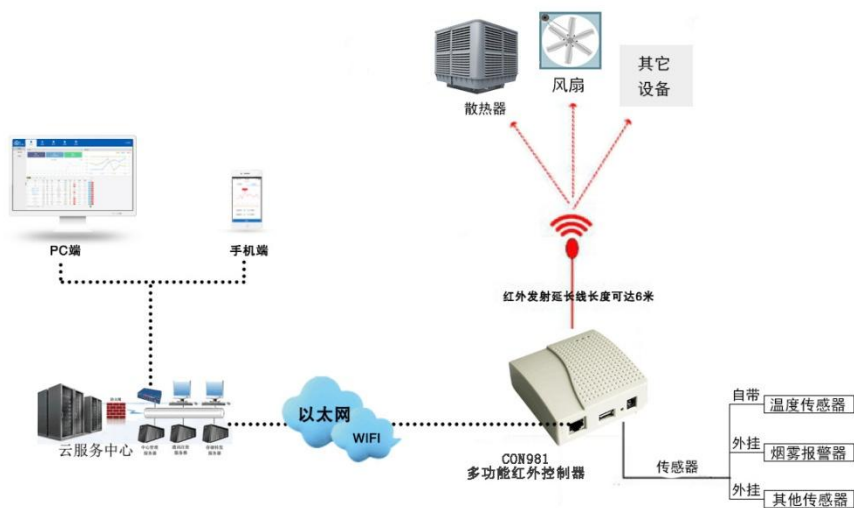 其它
设备
风扇
散热器
PC端
手机端
红外发射延长线长度可达6米
以太网
WIFI
云服务中心
CON981
多功能红外控制器
传感器
自带
温度传感器
外挂
烟雾报警器
外挂
其他传感器